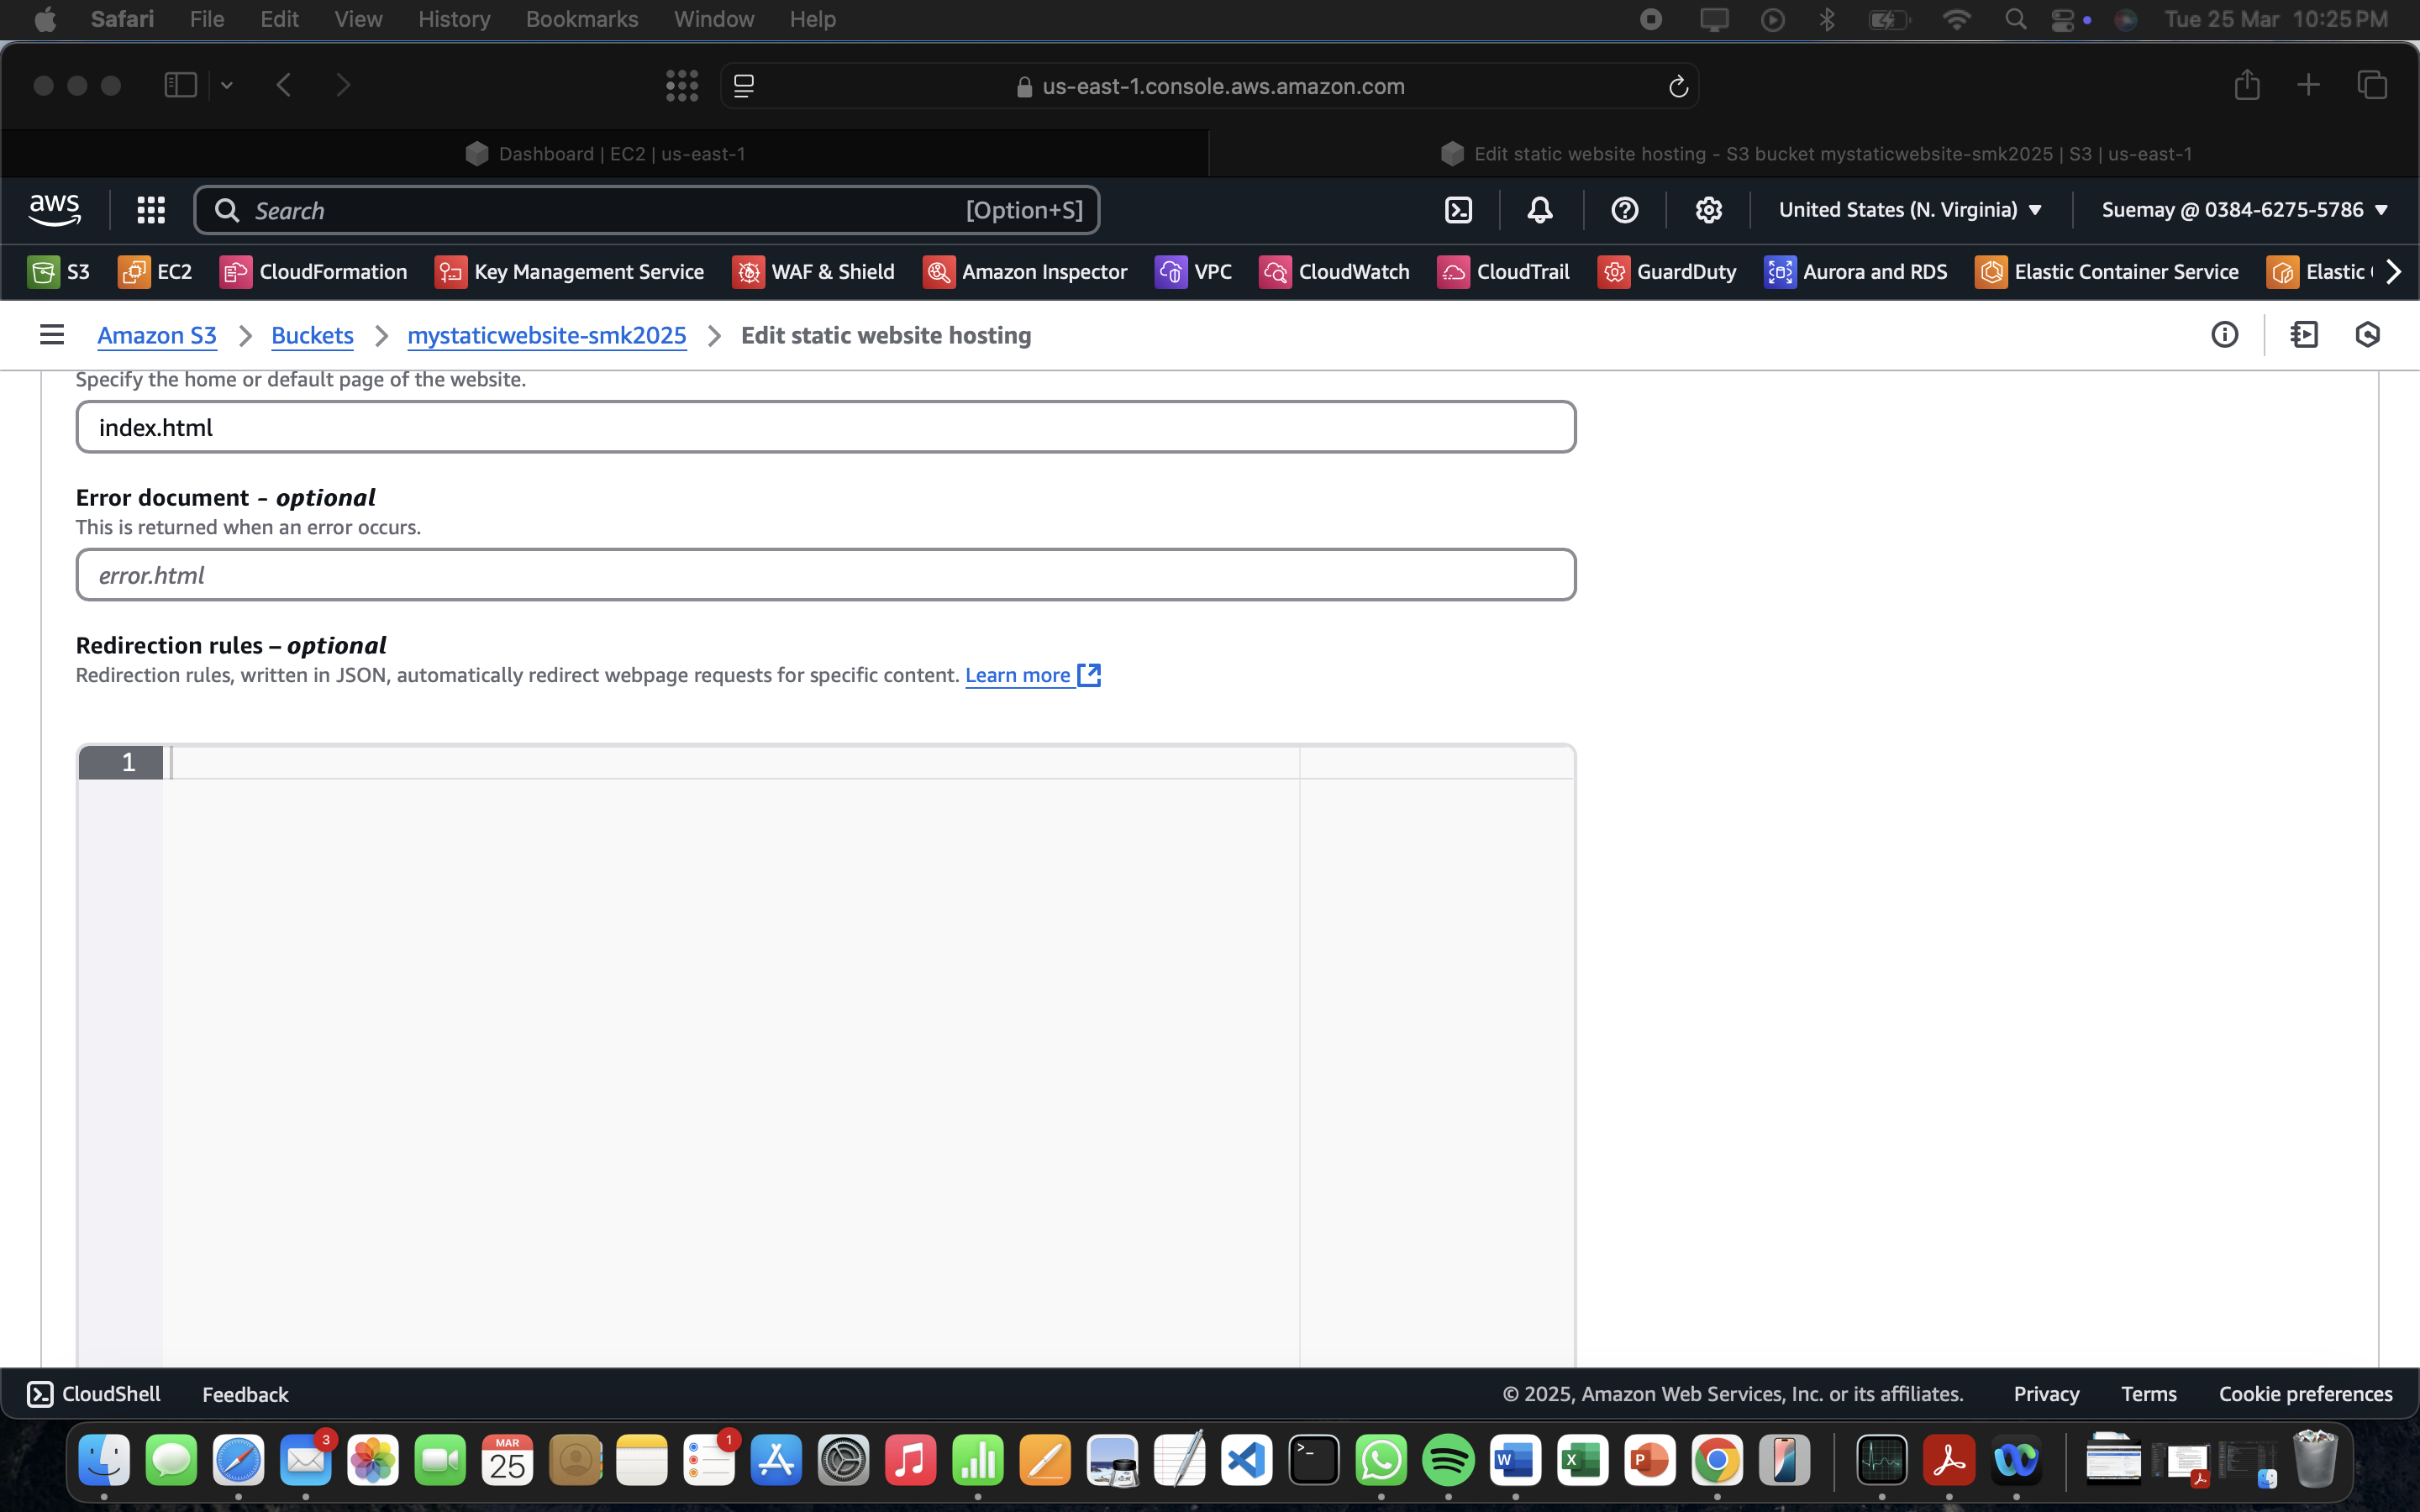 Safari File Edit View History Bookmarks Window Help Tue 25 Mar 10:25 PM
us-east-1.console.aws.amazon.com
Dashboard | EC2 | us-east-1
Edit static website hosting - S3 bucket mystaticwebsite-smk2025 | S3 | us-east-1
aws Search [Option+S] United States (N. Virginia) Suemay @ 0384-6275-5786
S3 EC2 CloudFormation Key Management Service WAF & Shield Amazon Inspector VPC CloudWatch CloudTrail GuardDuty Aurora and RDS Elastic Container Service Elastic
Amazon S3 Buckets mystaticwebsite-smk2025 Edit static website hosting
Specify the home or default page of the website.
index.html
Error document - optional
This is returned when an error occurs.
error.html
Redirection rules – optional
Redirection rules, written in JSON, automatically redirect webpage requests for specific content. Learn more
1
CloudShell Feedback © 2025, Amazon Web Services, Inc. or its affiliates. Privacy Terms Cookie preferences
3
MAR
25
1
W
X
P